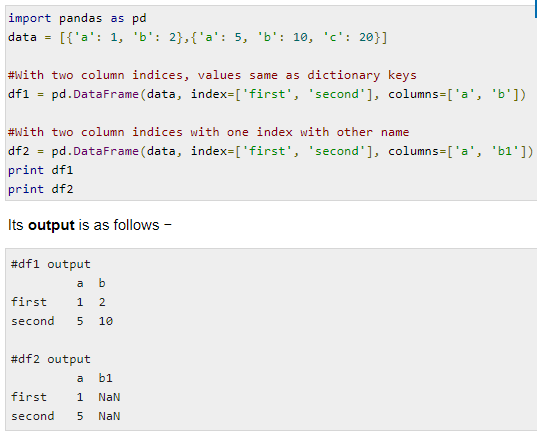 import pandas as pd
data = [{'a': 1, 'b': 2},{'a': 5, 'b': 10, 'c': 20}]
#With two column indices, values same as dictionary keys
df1 = pd.DataFrame(data, index=['first', 'second'], columns=['a', 'b'])
#With two column indices with one index with other name
df2 = pd.DataFrame(data, index=['first', 'second'], columns=['a', 'b1'])
print df1
print df2
Its output is as follows −
#df1 output
a b
first 1 2
second 5 10
#df2 output
a b1
first 1 NaN
second 5 NaN